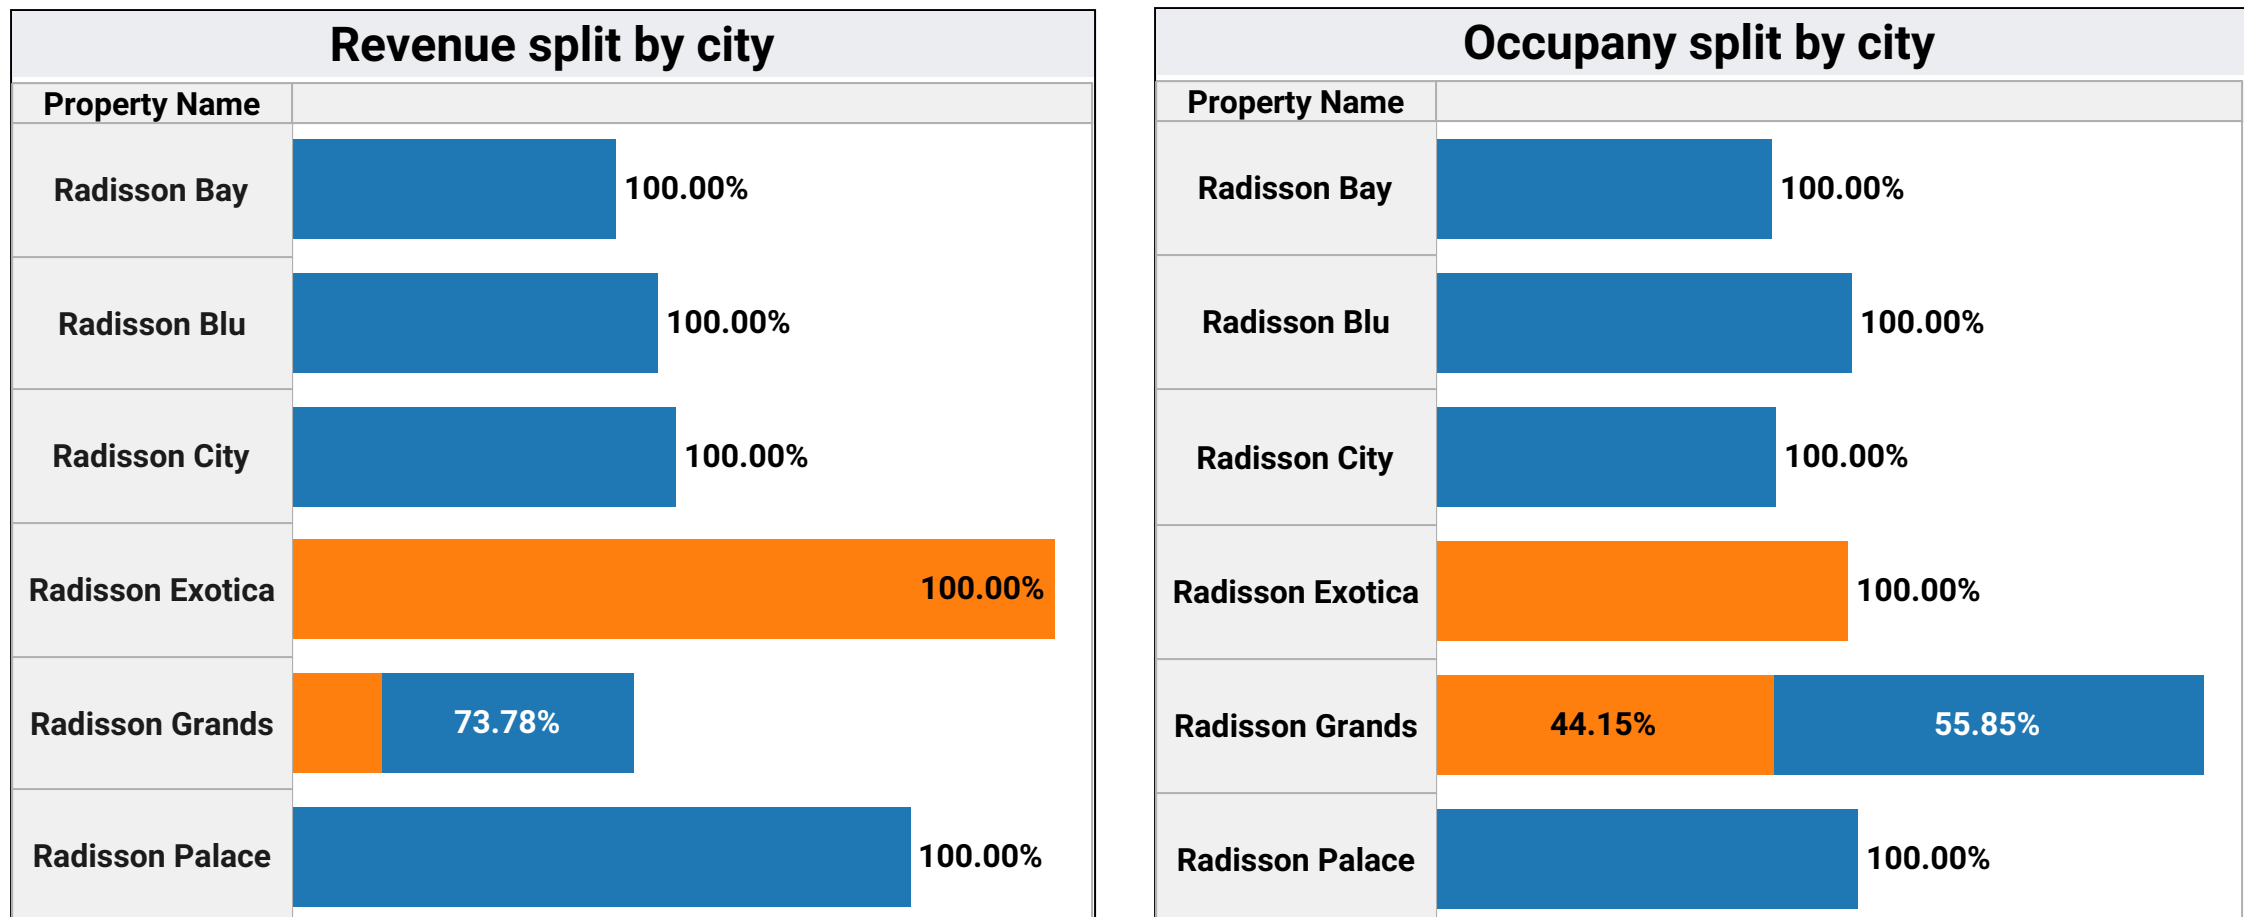 Revenue split by city
Property Name
Radisson Bay
100.00%
Radisson Blu
100.00%
Radisson City
100.00%
Radisson Exotica
100.00%
Radisson Grands
73.78%
Radisson Palace
100.00%
Occupany split by city
Property Name
Radisson Bay
100.00%
Radisson Blu
100.00%
Radisson City
100.00%
Radisson Exotica
100.00%
Radisson Grands
44.15%
55.85%
Radisson Palace
100.00%